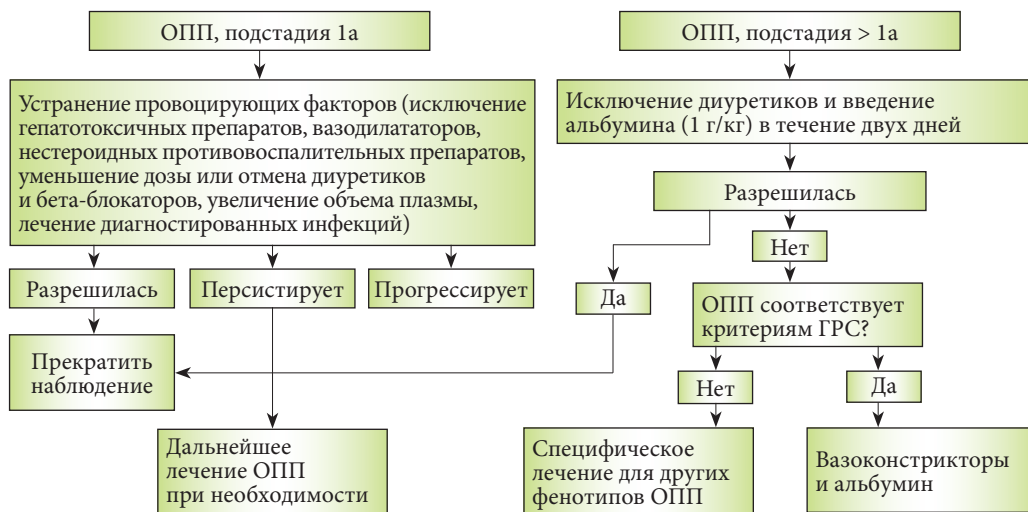 ОПП, подстадия 1а
Устранение провоцирующих факторов (исключение
гепатотоксичных препаратов, вазодилататоров,
нестероидных противовоспалительных препаратов,
уменьшение дозы или отмена диуретиков
и бета-блокаторов, увеличение объема плазмы,
лечение диагностированных инфекций)
Разрешилась
Персистирует
Прогрессирует
Прекратить
наблюдение
Дальнейшее
лечение ОПП
при необходимости
ОПП, подстадия > 1а
Исключение диуретиков и введение
альбумина (1 г/кг) в течение двух дней
Разрешилась
Нет
Да
ОПП соответствует
критериям ГРС?
Нет
Да
Специфическое
лечение для других
фенотипов ОПП
Вазоконстрикторы
и альбумин